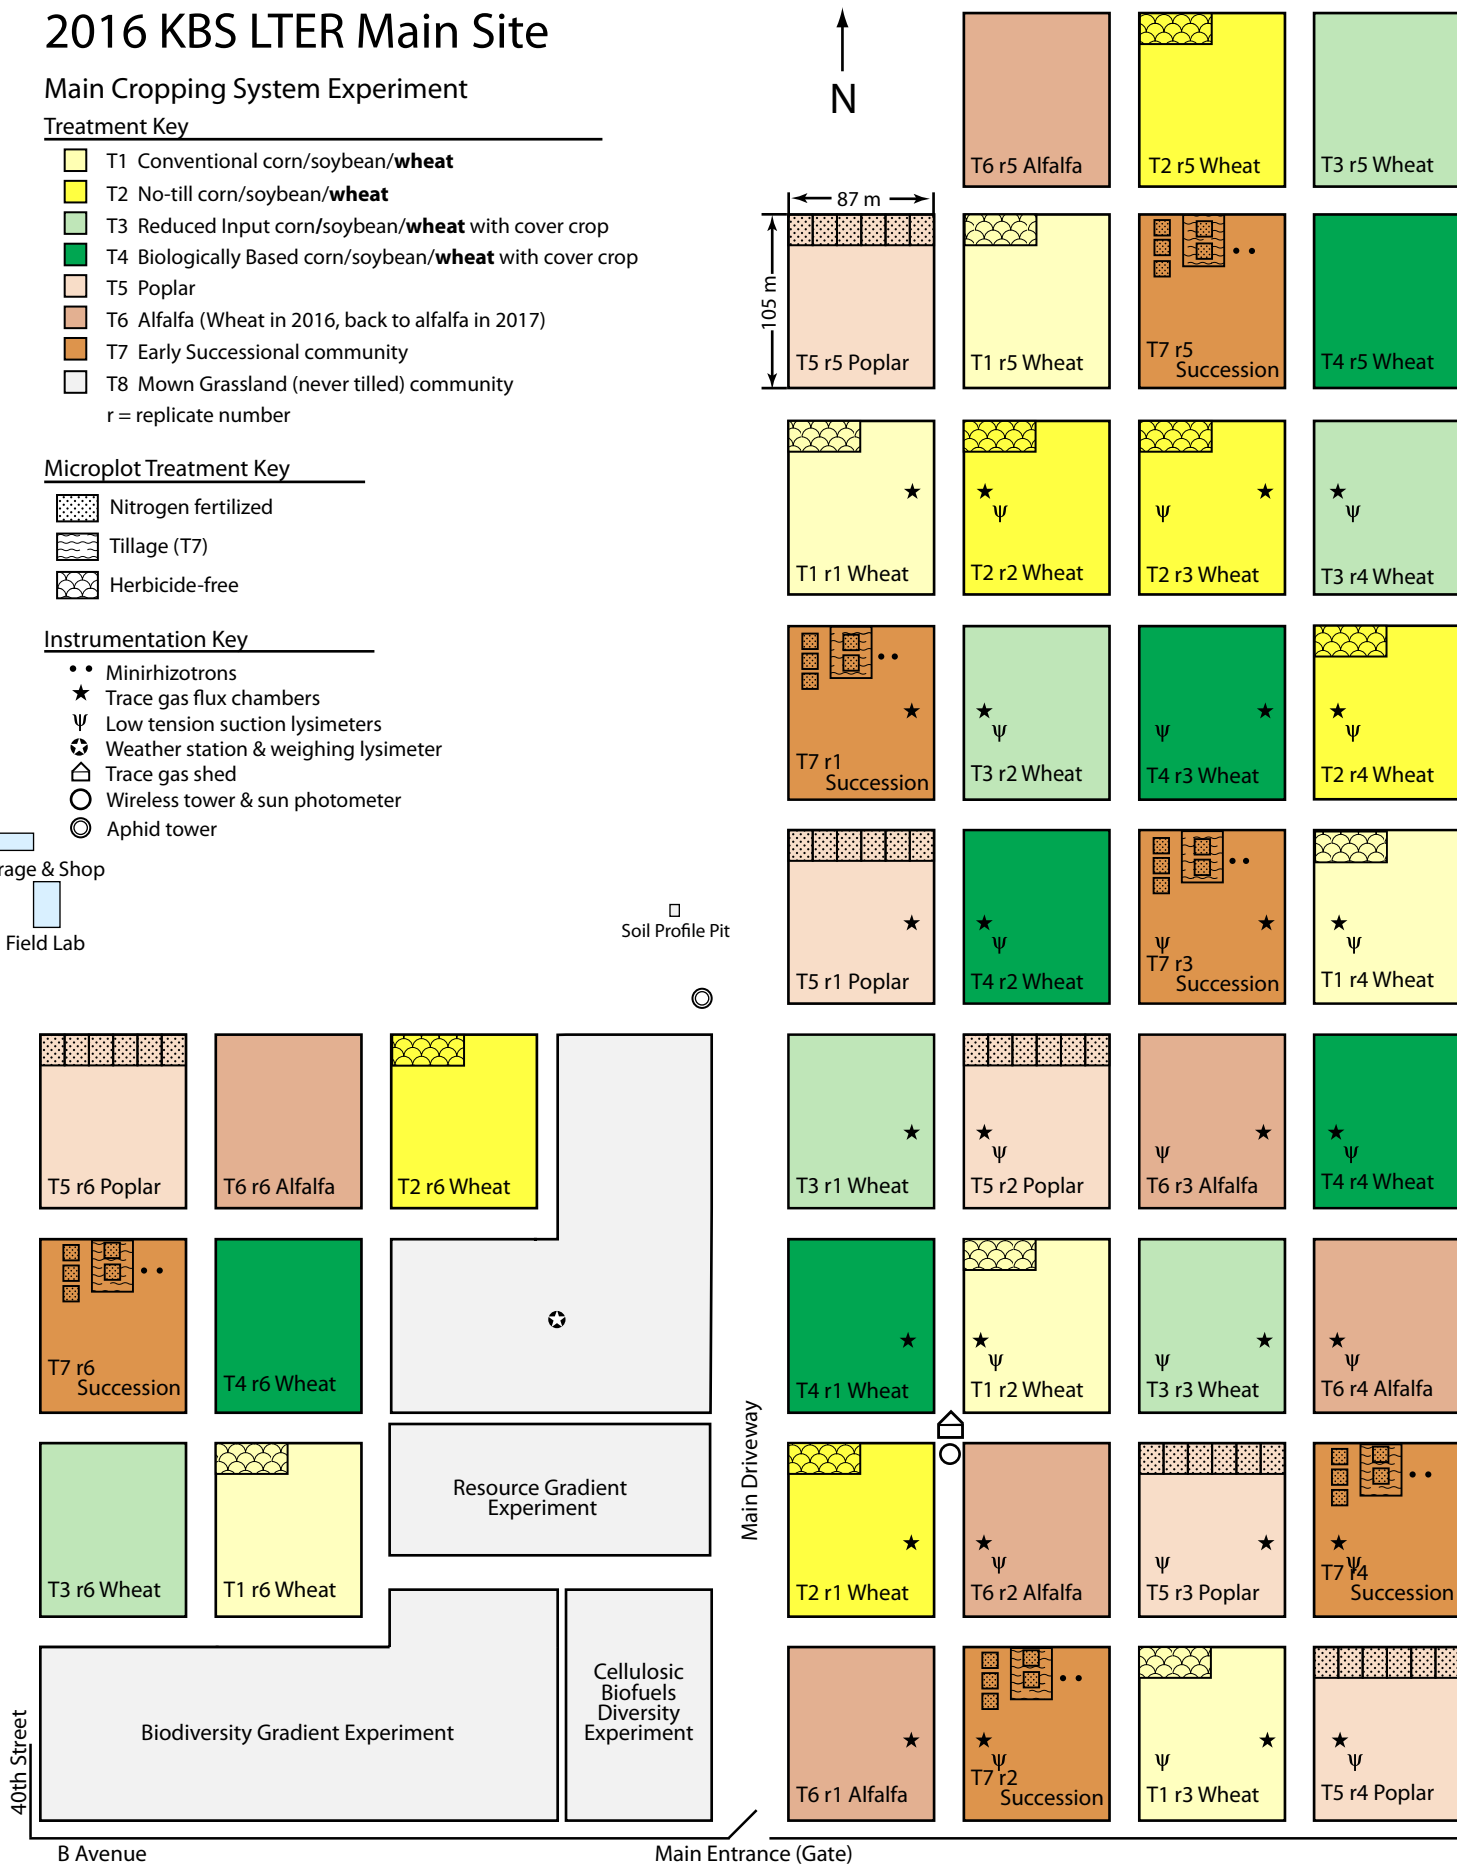 2016 KBS LTER Main Site
Main Cropping System Experiment
Treatment Key
T1 Conventional corn/soybean/wheat
T2 No-till corn/soybean/wheat
T3 Reduced Input corn/soybean/wheat with cover crop
T4 Biologically Based corn/soybean/wheat with cover crop
T5 Poplar
T6 Alfalfa (Wheat in 2016, back to alfalfa in 2017)
T7 Early Successional community
T8 Mown Grassland (never tilled) community
r = replicate number
Microplot Treatment Key
Nitrogen fertilized
Tillage (T7)
Herbicide-free
Instrumentation Key
Minirhizotrons
Trace gas flux chambers
Ψ Low tension suction lysimeters
Weather station & weighing lysimeter
Trace gas shed
Wireless tower & sun photometer
Aphid tower
rage & Shop
Field Lab
Soil Profile Pit
N
T6 r5 Alfalfa
T2 r5 Wheat
T3 r5 Wheat
87 m
105 m
T5 r5 Poplar
T1 r5 Wheat
T7 r5
Succession
T4 r5 Wheat
T1 r1 Wheat
T2 r2 Wheat
T2 r3 Wheat
T3 r4 Wheat
T7 r1
Succession
T3 r2 Wheat
T4 r3 Wheat
T2 r4 Wheat
T5 r1 Poplar
T4 r2 Wheat
T7 r3
Succession
T1 r4 Wheat
T5 r6 Poplar
T6 r6 Alfalfa
T2 r6 Wheat
T3 r1 Wheat
T5 r2 Poplar
T6 r3 Alfalfa
T4 r4 Wheat
T7 r6
Succession
T4 r6 Wheat
T4 r1 Wheat
T1 r2 Wheat
T3 r3 Wheat
T6 r4 Alfalfa
T3 r6 Wheat
T1 r6 Wheat
Resource Gradient
Experiment
Main Driveway
T2 r1 Wheat
T6 r2 Alfalfa
T5 r3 Poplar
T7 r4
Succession
Biodiversity Gradient Experiment
Cellulosic
Biofuels
Diversity
Experiment
T6 r1 Alfalfa
T7 r2
Succession
T1 r3 Wheat
T5 r4 Poplar
40th Street
B Avenue
Main Entrance (Gate)